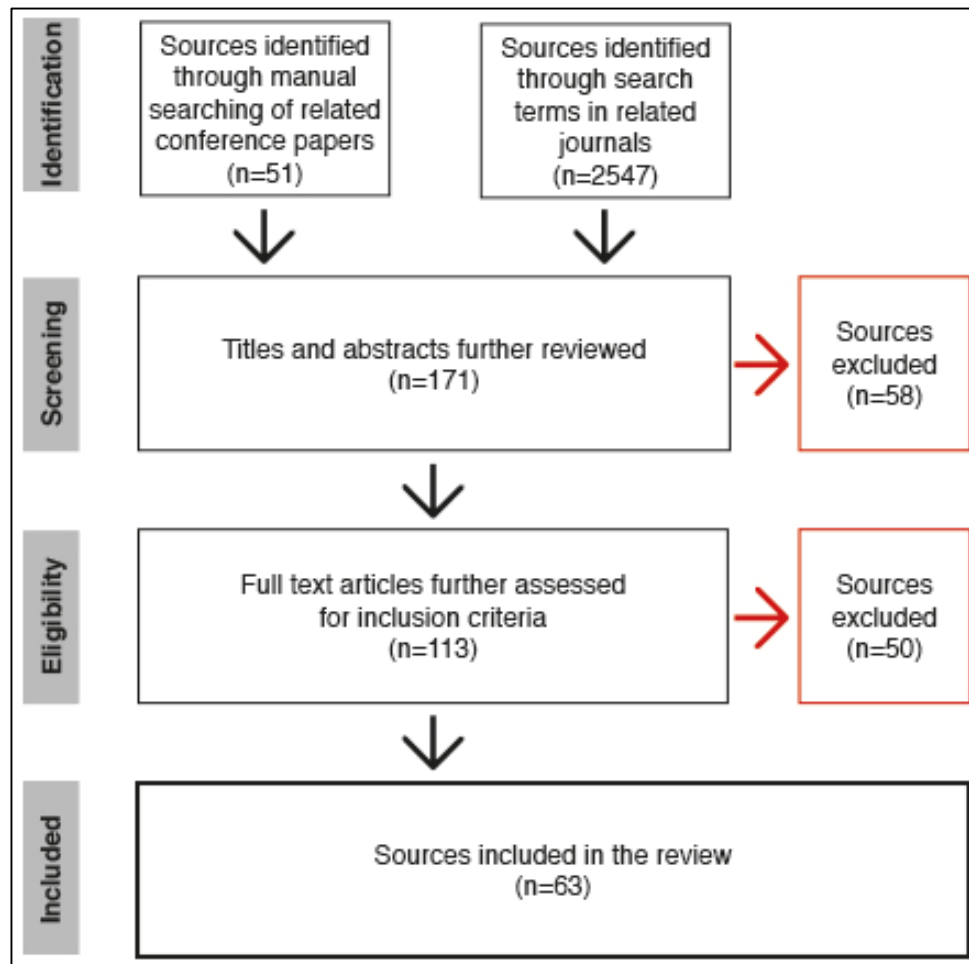 Identification
Sources identified
through manual
searching of related
conference papers
(n=51)
Sources identified
through search
terms in related
journals
(n=2547)
Screening
Titles and abstracts further reviewed
(n=171)
Sources
excluded
(n=58)
Eligibility
Full text articles further assessed
for inclusion criteria
(n=113)
Sources
excluded
(n=50)
Included
Sources included in the review
(n=63)